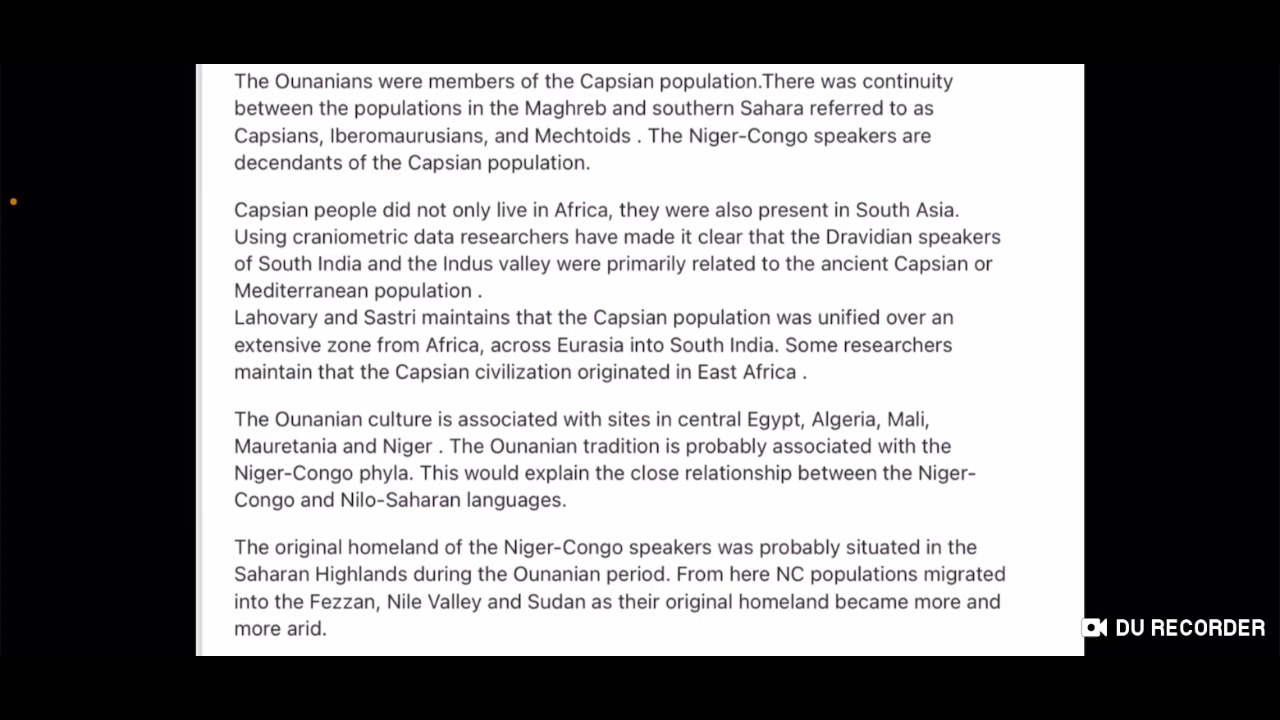 The Ounanians were members of the Capsian population.There was continuity
between the populations in the Maghreb and southern Sahara referred to as
Capsians, Iberomaurusians, and Mechtoids . The Niger-Congo speakers are
decendants of the Capsian population.
Capsian people did not only live in Africa, they were also present in South Asia.
Using craniometric data researchers have made it clear that the Dravidian speakers
of South India and the Indus valley were primarily related to the ancient Capsian or
Mediterranean population .
Lahovary and Sastri maintains that the Capsian population was unified over an
extensive zone from Africa, across Eurasia into South India. Some researchers
maintain that the Capsian civilization originated in East Africa .
The Ounanian culture is associated with sites in central Egypt, Algeria, Mali,
Mauretania and Niger . The Ounanian tradition is probably associated with the
Niger-Congo phyla. This would explain the close relationship between the Niger-
Congo and Nilo-Saharan languages.
The original homeland of the Niger-Congo speakers was probably situated in the
Saharan Highlands during the Ounanian period. From here NC populations migrated
into the Fezzan, Nile Valley and Sudan as their original homeland became more and
more arid.
DU RECORDER